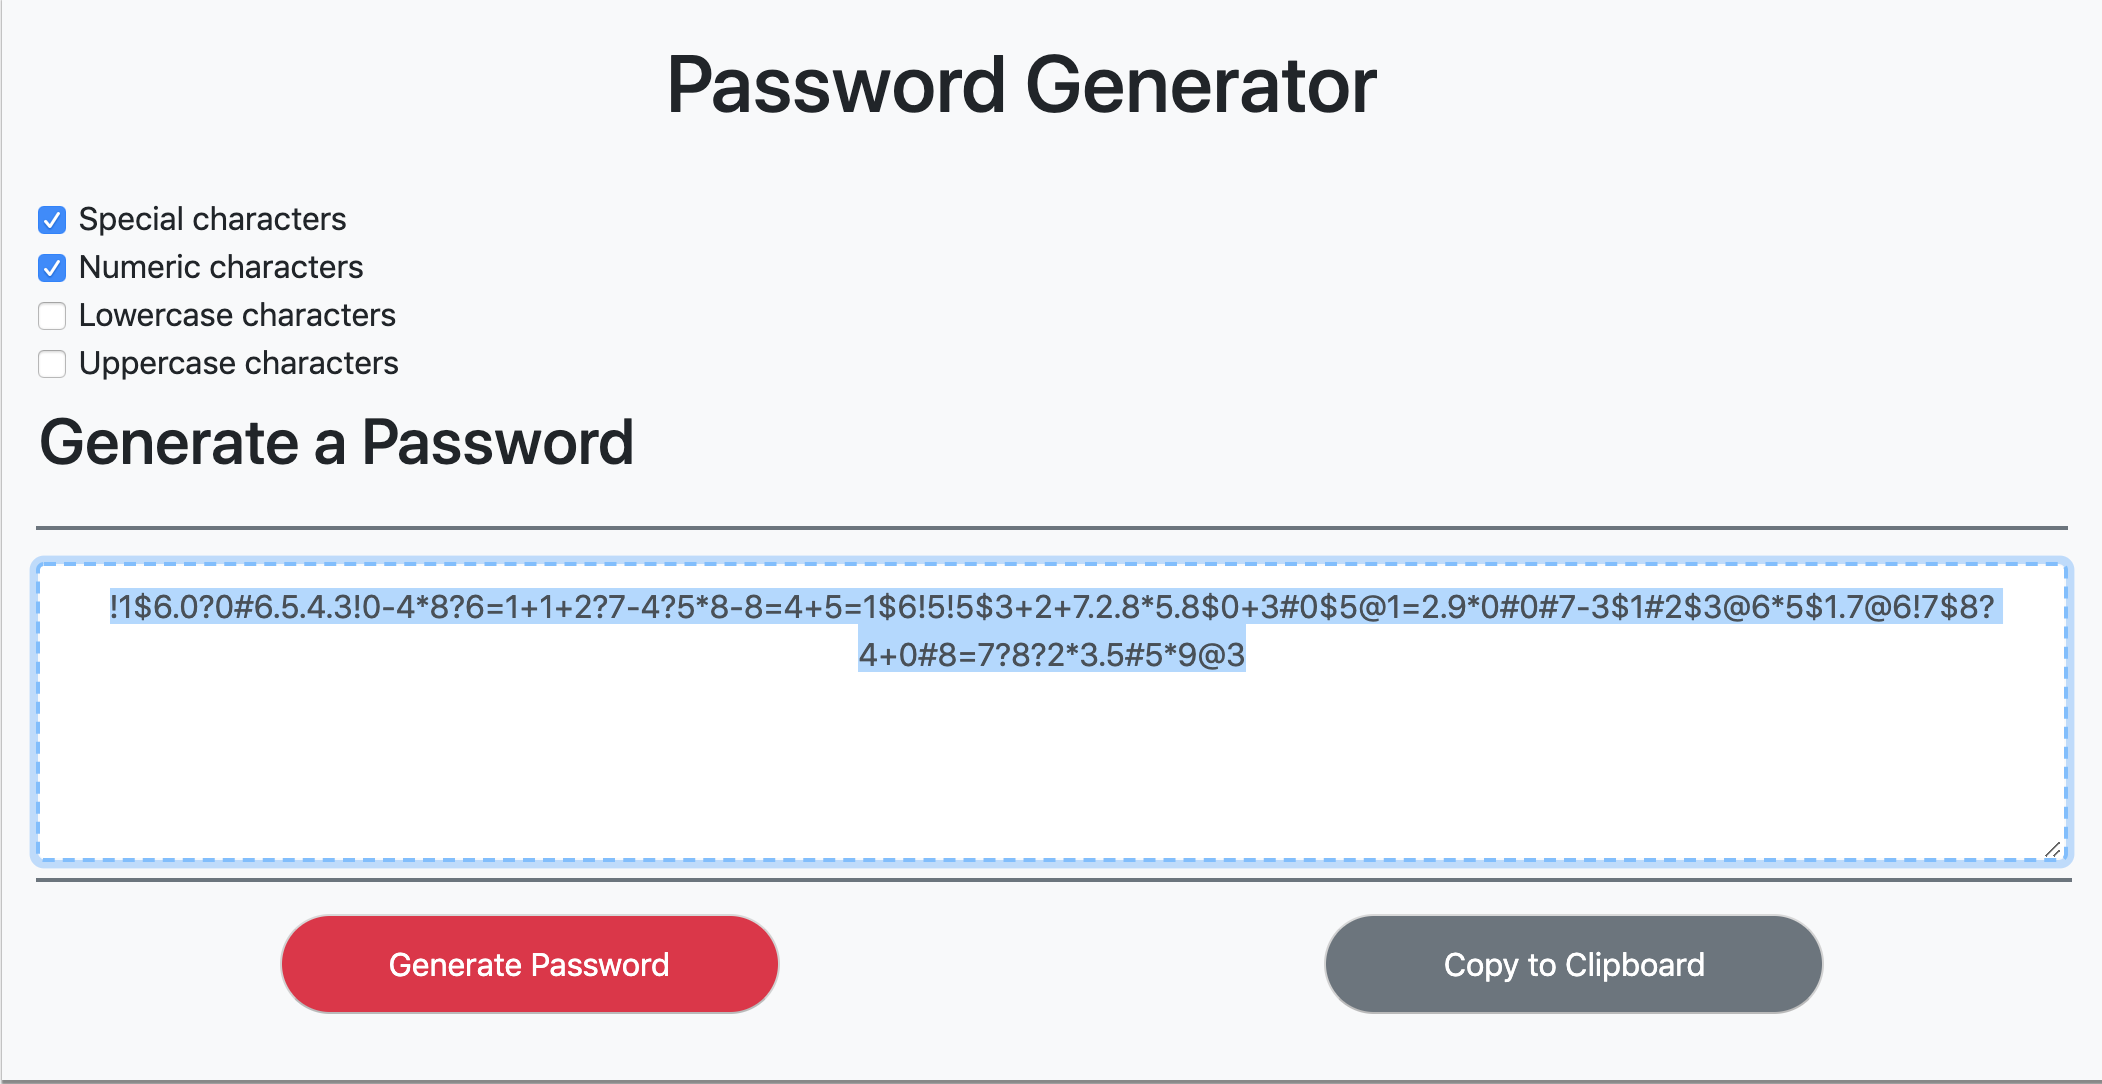 Password Generator
Special characters
Numeric characters
Lowercase characters
Uppercase characters
Generate a Password
!1$6.0?0#6.5.4.3!0-4*8?6=1+1+2?7-4?5*8-8=4+5=1$6!5!5$3+2+7.2.8*5.8$0+3#0$5@1=2.9*0#0#7-3$1#2$3@6*5$1.7@6!7$8?
4+0#8=7?8?2*3.5#5*9@3
Generate Password
Copy to Clipboard